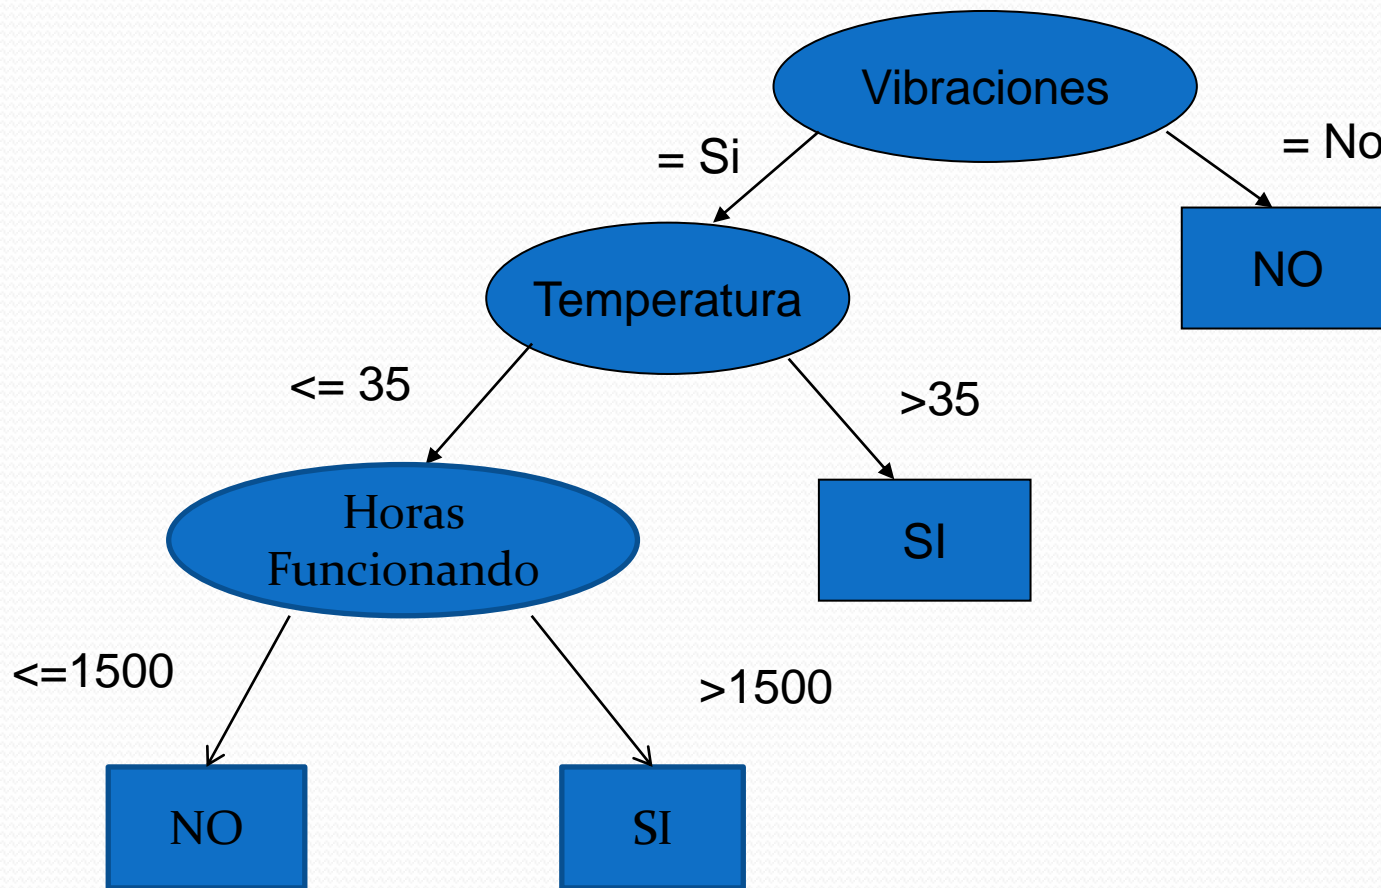 Vibraciones
= Si
= No
NO
Temperatura
<= 35
>35
SI
Horas
Funcionando
<=1500
>1500
NO
SI